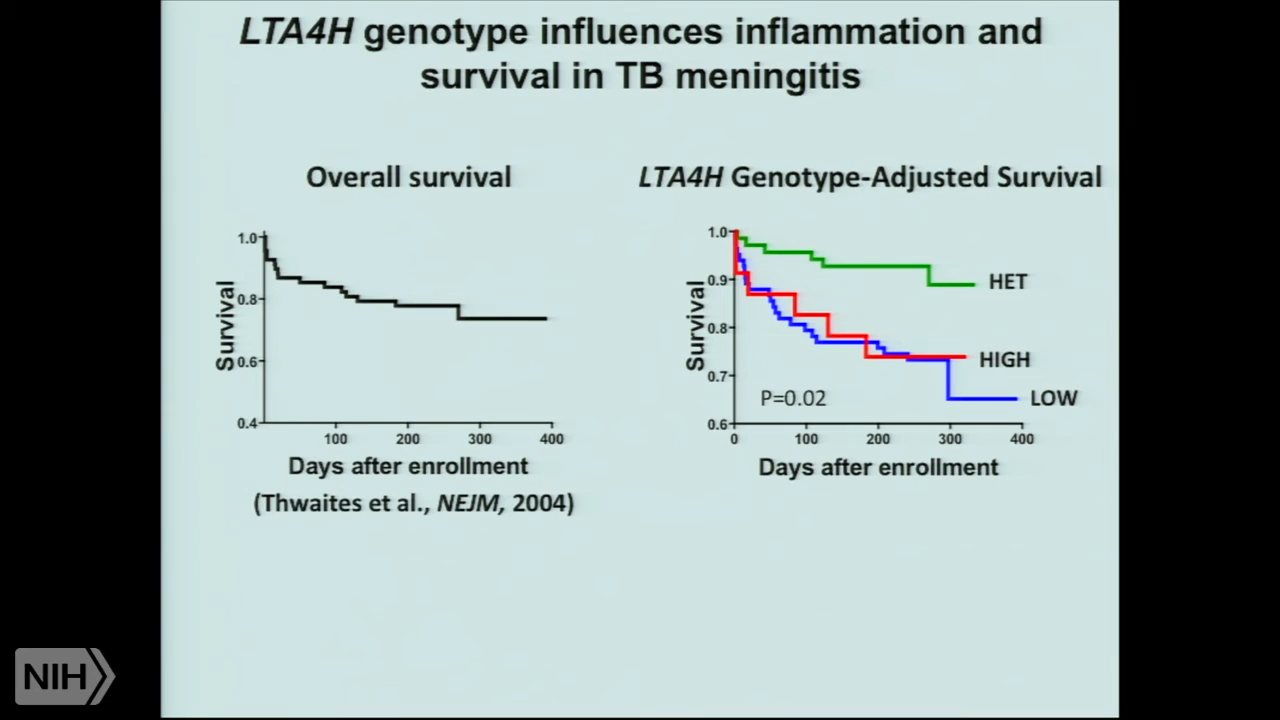 LTA4H genotype influences inflammation and
survival in TB meningitis
Overall survival
1.0
0.8
0.6
0.4
Survival
100
200
300
400
Days after enrollment
(Thwaites et al., NEJM, 2004)
LTA4H Genotype-Adjusted Survival
1.0
0.9
0.8
0.7
0.6
Survival
HET
HIGH
LOW
P=0.02
0
100
200
300
400
Days after enrollment
NIH